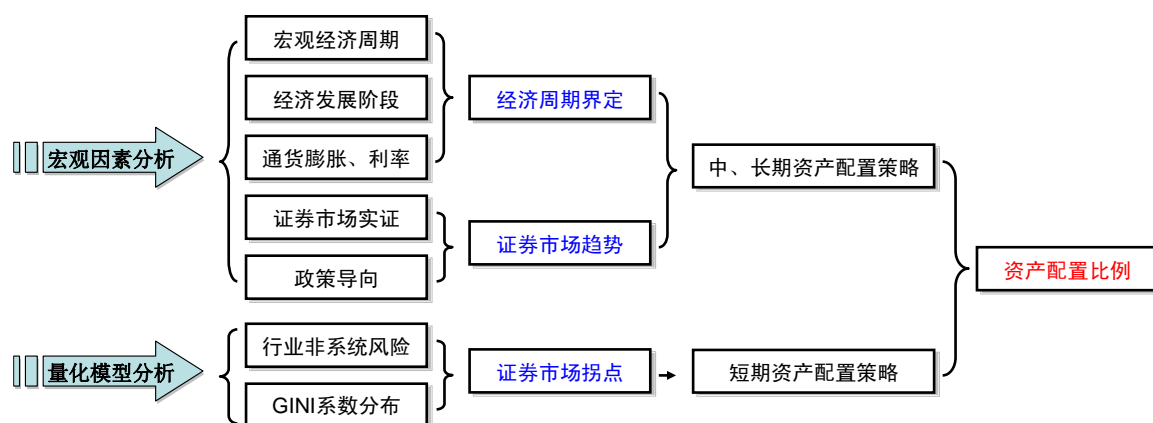 宏观因素分析
宏观经济周期
经济发展阶段
通货膨胀、利率
证券市场实证
政策导向
经济周期界定
证券市场趋势
中、长期资产配置策略
资产配置比例
量化模型分析
行业非系统风险
GINI系数分布
证券市场拐点
短期资产配置策略